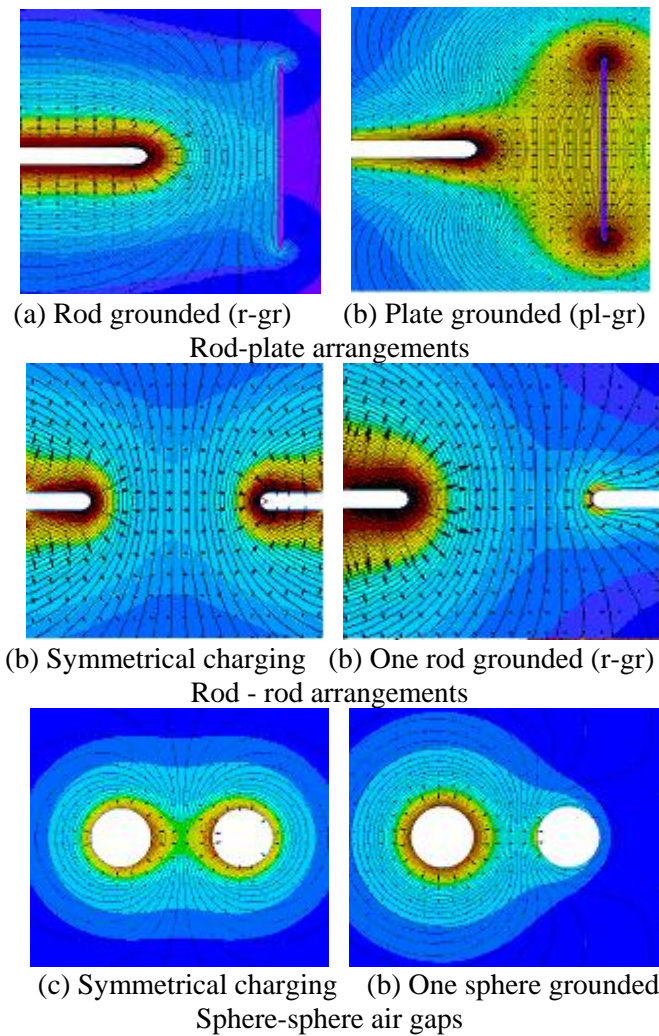 (a) Rod grounded (r-gr) (b) Plate grounded (pl-gr)
Rod-plate arrangements
(b) Symmetrical charging (b) One rod grounded (r-gr)
Rod - rod arrangements
(c) Symmetrical charging (b) One sphere grounded
Sphere-sphere air gaps